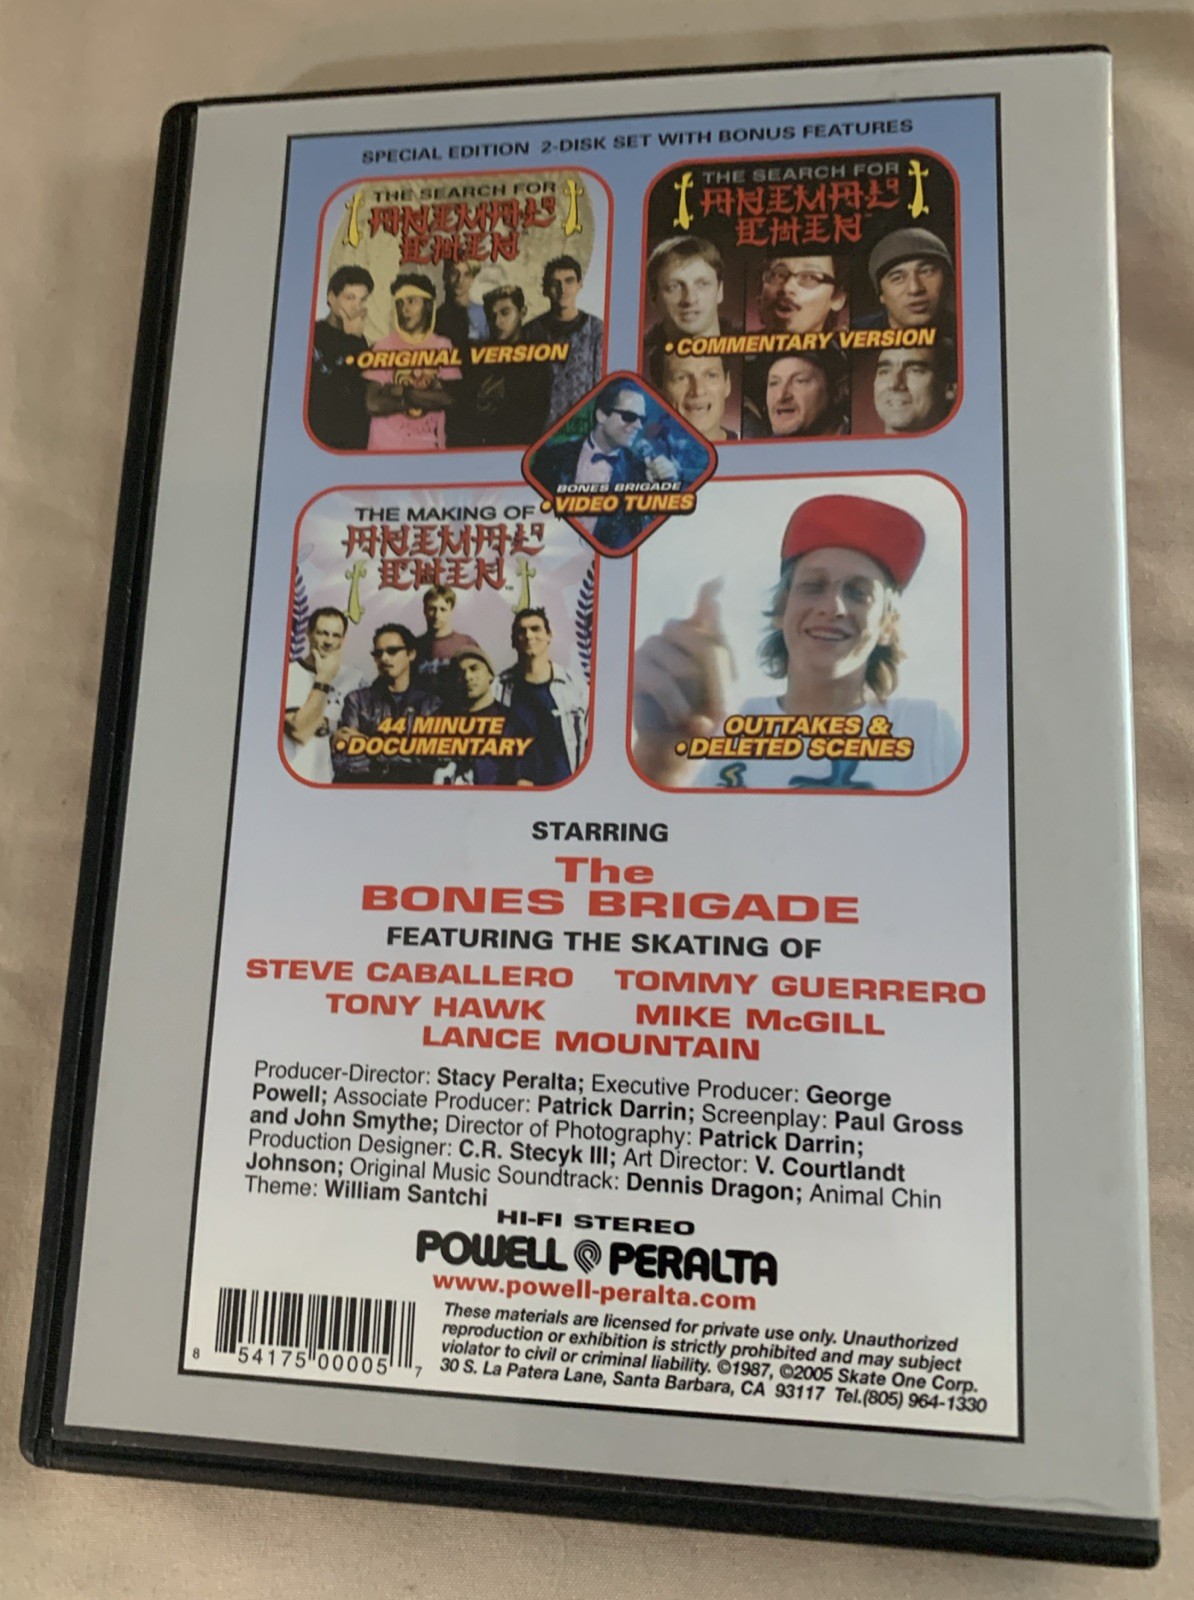 SPECIAL EDITION 2-DISK SET WITH BONUS FEATURES
THE SEARCH FOR
ANIMAL
CHIN
• ORIGINAL VERSION
THE SEARCH FOR
ANIMAL
CHIN
• COMMENTARY VERSION
BONES BRIGADE
• VIDEO TUNES
THE MAKING OF
ANIMAL
CHIN
44 MINUTE
• DOCUMENTARY
OUTTAKES &
• DELETED SCENES
STARRING
The
BONES BRIGADE
FEATURING THE SKATING OF
STEVE CABALLERO TOMMY GUERRERO
TONY HAWK MIKE McGILL
LANCE MOUNTAIN
Producer-Director: Stacy Peralta; Executive Producer: George
Powell; Associate Producer: Patrick Darrin; Screenplay: Paul Gross
and John Smythe; Director of Photography: Patrick Darrin;
Production Designer: C.R. Stecyk III; Art Director: V. Courtlandt
Johnson; Original Music Soundtrack: Dennis Dragon; Animal Chin
Theme: William Santchi
HI-FI STEREO
POWELL PERALTA
www.powell-peralta.com
These materials are licensed for private use only. Unauthorized
reproduction or exhibition is strictly prohibited and may subject
violator to civil or criminal liability. ©1987, ©2005 Skate One Corp.
30 S. La Patera Lane, Santa Barbara, CA 93117 Tel.(805) 964-1330
8 54175 00005 7